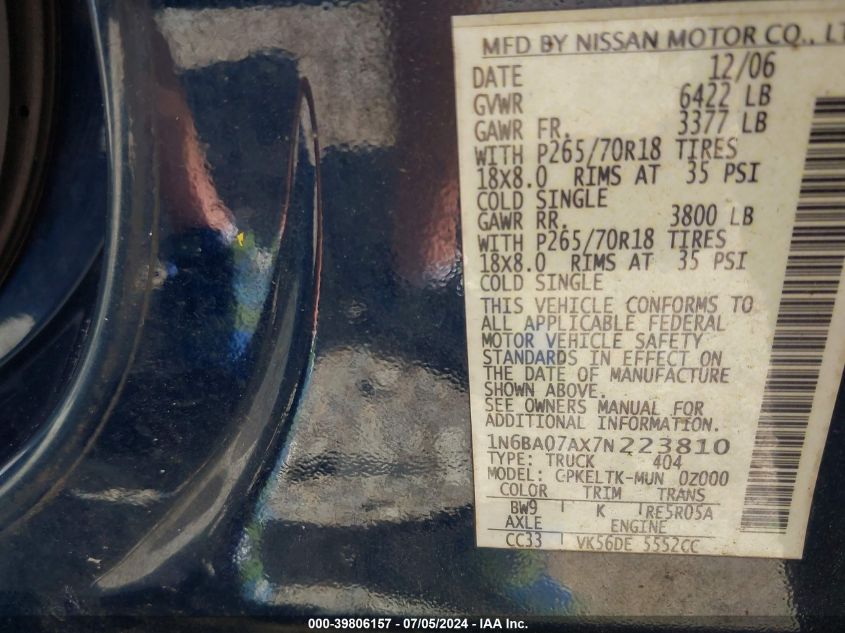 MFD BY NISSAN MOTOR CO., LT
DATE 12/06
GVWR 6422 LB
GAWR FR. 3377 LB
WITH P265/70R18 TIRES
18X8.0 RIMS AT 35 PSI
COLD SINGLE
GAWR RR. 3800 LB
WITH P265/70R18 TIRES
18X8.0 RIMS AT 35 PSI
COLD SINGLE
THIS VEHICLE CONFORMS TO
ALL APPLICABLE FEDERAL
MOTOR VEHICLE SAFETY
STANDARDS IN EFFECT ON
THE DATE OF MANUFACTURE
SHOWN ABOVE.
SEE OWNERS MANUAL FOR
ADDITIONAL INFORMATION.
1N6BA07AX7N223810
TYPE: TRUCK 404
MODEL: GPKELTK-MUN 0Z000
COLOR TRIM TRANS
BW9 K RE5R05A
AXLE ENGINE
CC33 VK56DE 5552CC
000-39806157 - 07/05/2024 - IAA Inc.